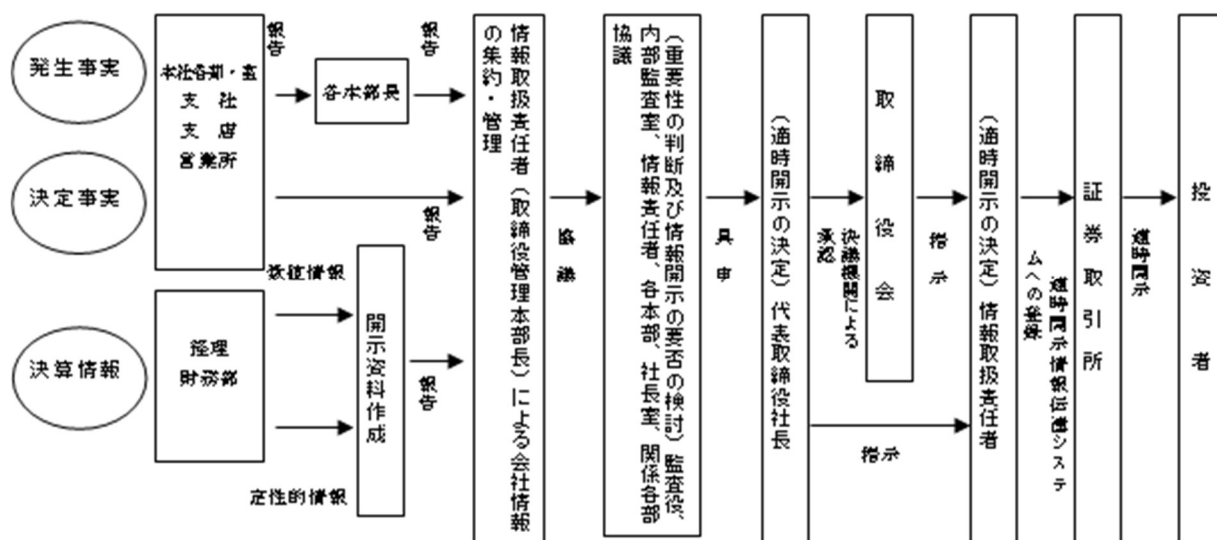 発生事実
決定事実
決算情報
本社各部・室
支社
支店
営業所
経理
財務部
報告
各本部長
報告
報告
数値情報
定性的情報
開示資料作成
報告
情報取扱責任者（取締役管理本部長）による会社情報
の集約・管理
協議
（重要性の判断及び情報開示の要否の検討）監査役、
内部監査室、情報責任者、各本部、社長室、関係各部
協議
具申
（適時開示の決定）代表取締役社長
決議機関による
承認
取締役会
指示
指示
（適時開示の決定）情報取扱責任者
適時開示情報伝達システ
ムへの登録
証券取引所
適時開示
投資者